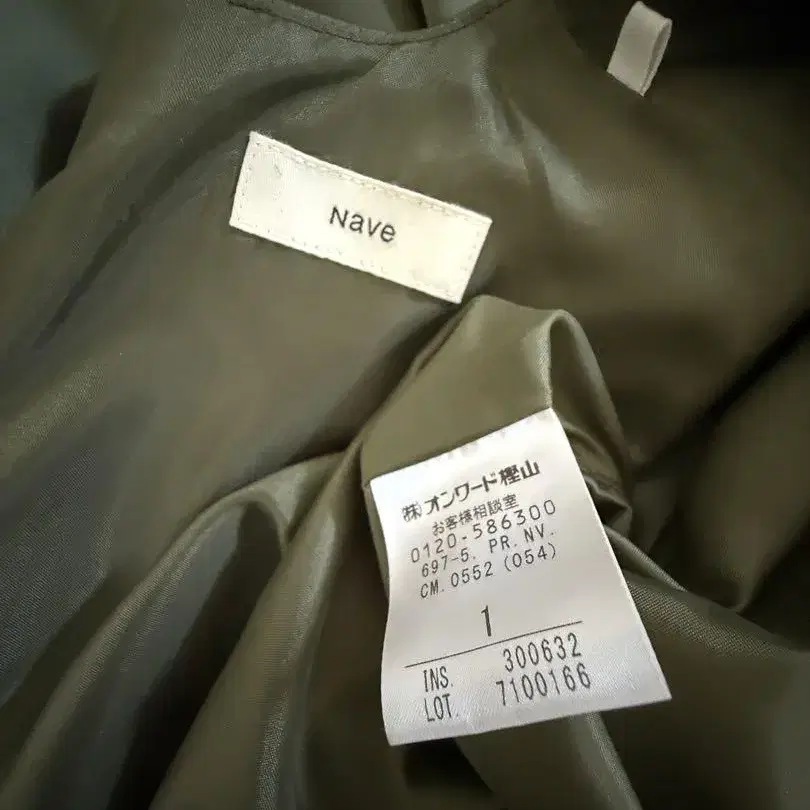 Nave
㈱オンワード樫山
お客様相談室
0120-586300
697-5. PR. NV.
CM. 0552 (054)
1
INS. 300632
LOT. 7100166